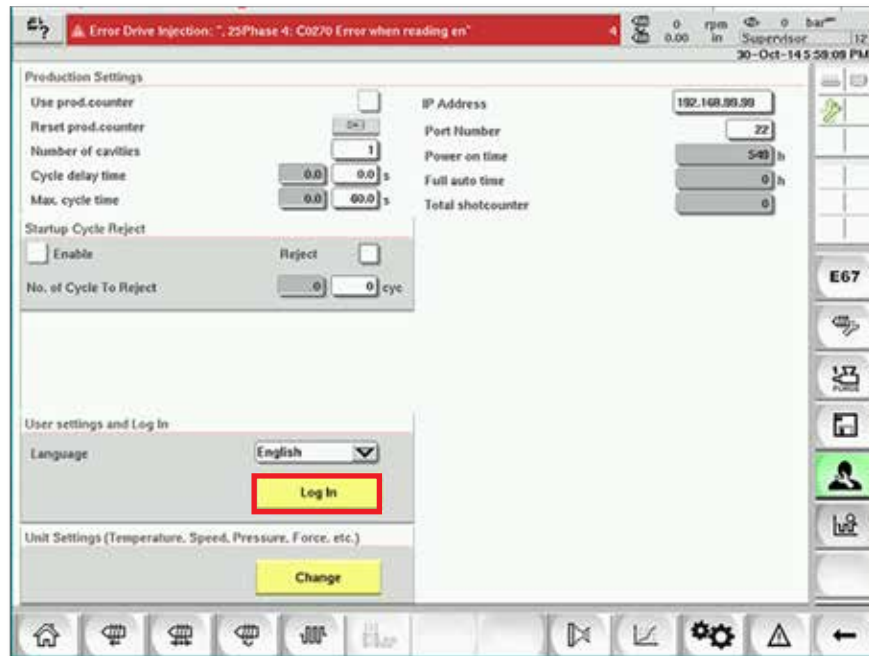 Error Drive Injection: ", 25Phase 4: C0270 Error when reading en"
4
0 rpm 0 bar
0.00 in Supervisor 12
30-Oct-14 5:59:09 PM
Production Settings
Use prod.counter
Reset prod.counter
Number of cavities 1
Cycle delay time 0.0 0.0 s
Max. cycle time 0.0 60.0 s
IP Address 192.168.99.99
Port Number 22
Power on time 549 h
Full auto time 0 h
Total shotcounter 0
Startup Cycle Reject
Enable Reject
No. of Cycle To Reject 0 0 cyc
User settings and Log In
Language English
Log In
Unit Settings (Temperature, Speed, Pressure, Force, etc.)
Change
E67
PURGE